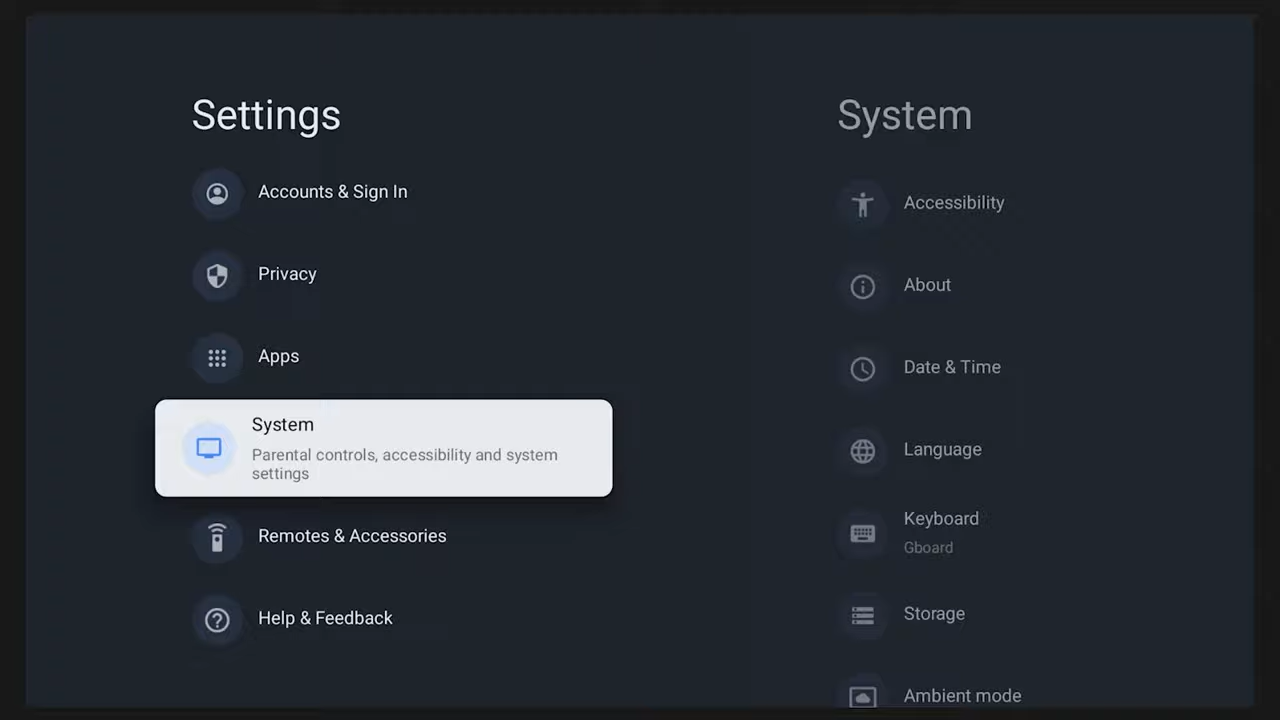 Settings
Accounts & Sign In
Privacy
Apps
System
Parental controls, accessibility and system
settings
Remotes & Accessories
Help & Feedback
System
Accessibility
About
Date & Time
Language
Keyboard
Gboard
Storage
Ambient mode